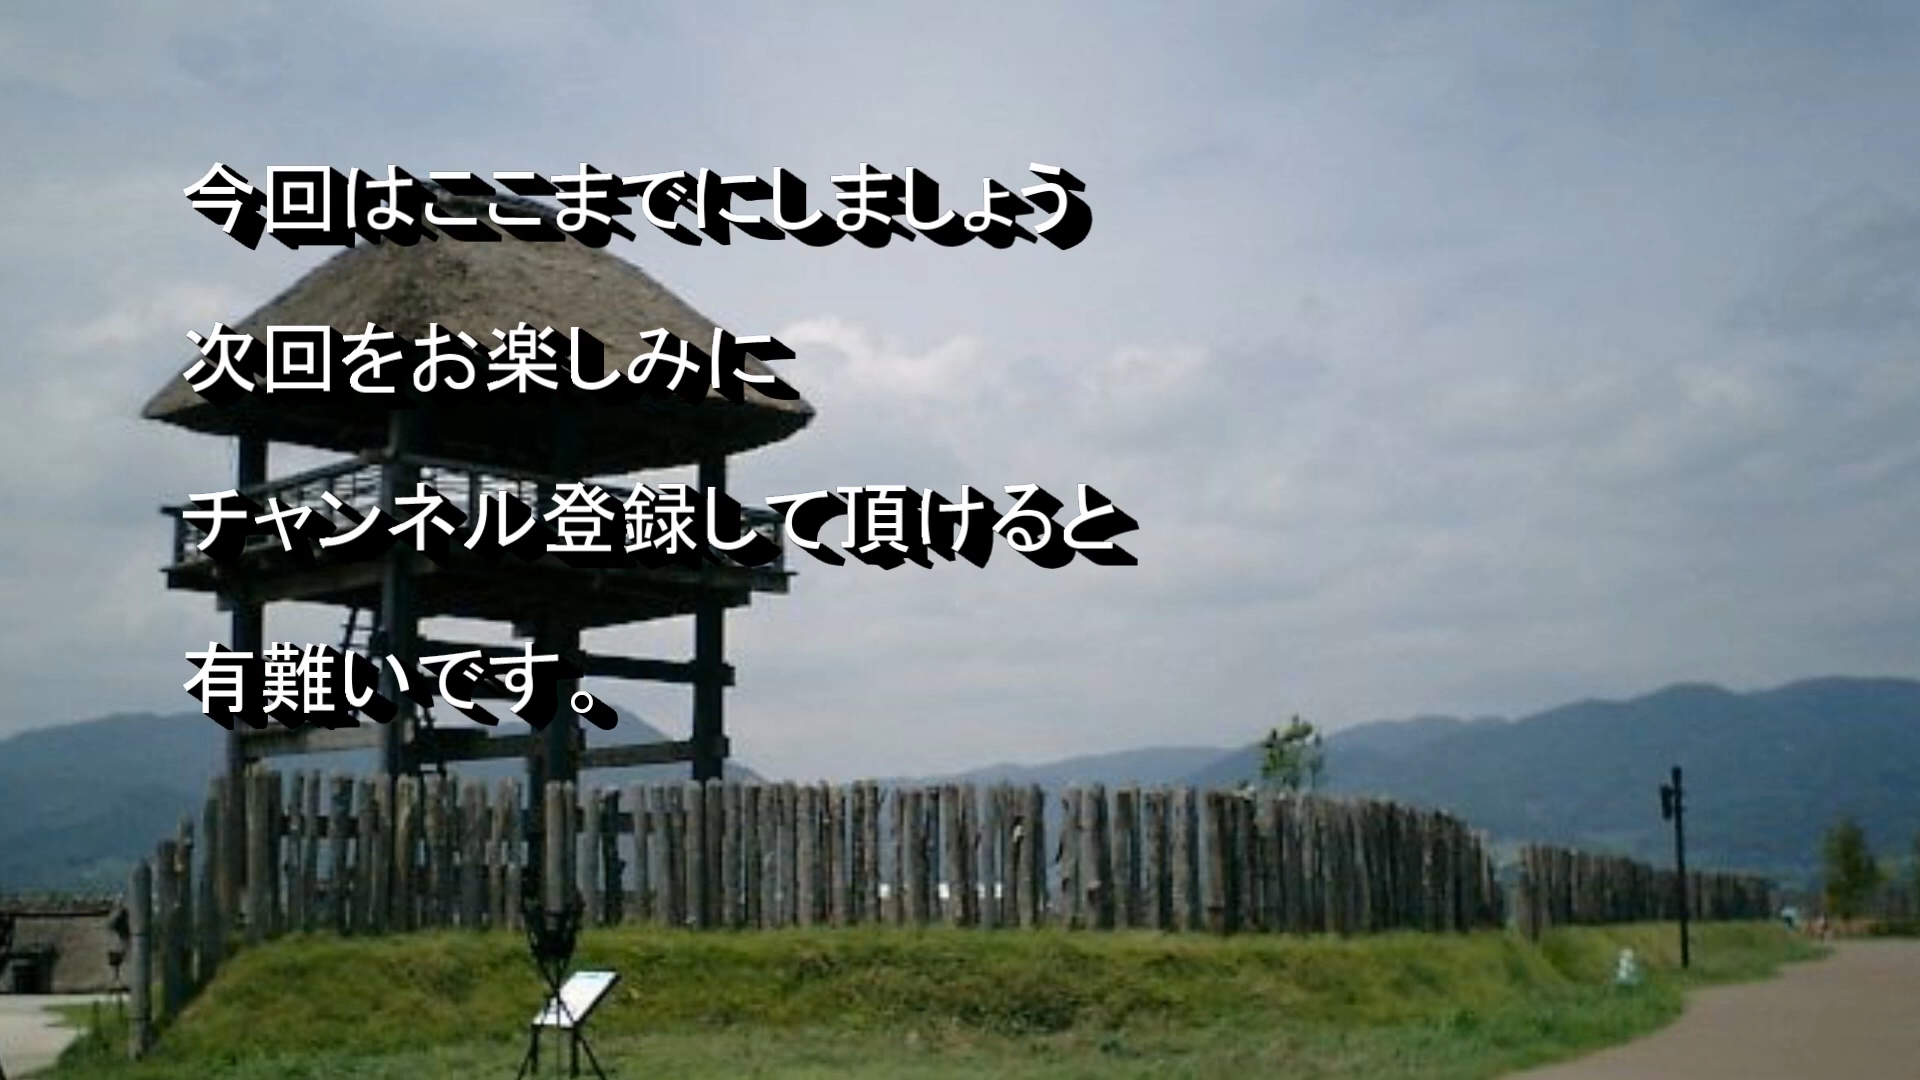 今回はここまでにしましょう
次回をお楽しみに
チャンネル登録して頂けると
有難いです。